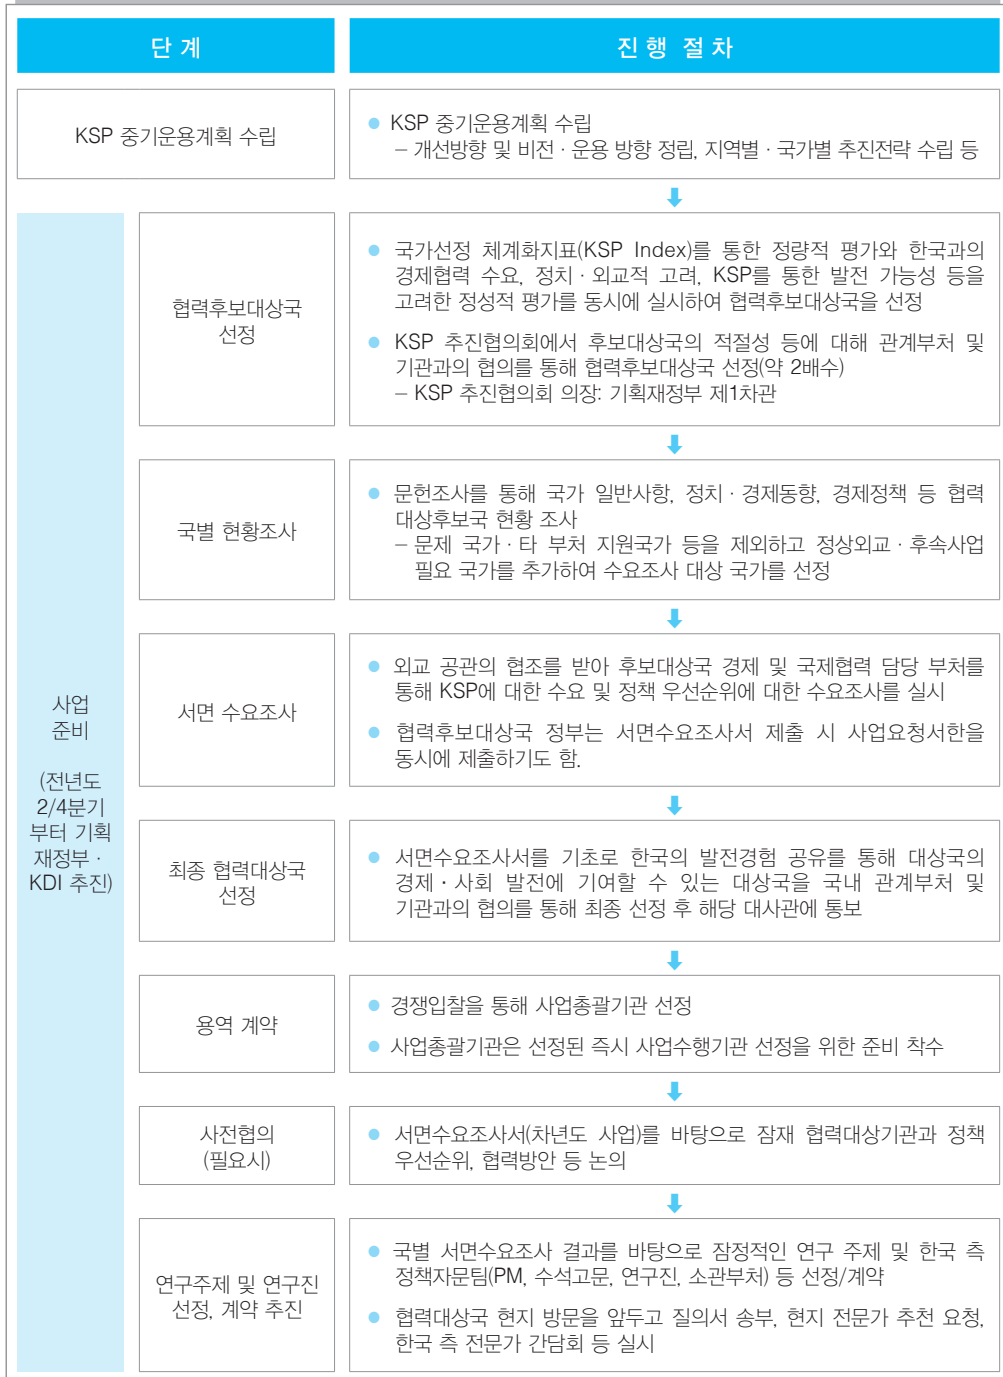 단 계
진 행 절 차
KSP 중기운용계획 수립
● KSP 중기운용계획 수립
– 개선방향 및 비전 · 운용 방향 정립, 지역별 · 국가별 추진전략 수립 등
사업
준비
(전년도
2/4분기
부터 기획
재정부 ·
KDI 추진)
협력후보대상국
선정
● 국가선정 체계화지표(KSP Index)를 통한 정량적 평가와 한국과의
경제협력 수요, 정치 · 외교적 고려, KSP를 통한 발전 가능성 등을
고려한 정성적 평가를 동시에 실시하여 협력후보대상국을 선정
● KSP 추진협의회에서 후보대상국의 적절성 등에 대해 관계부처 및
기관과의 협의를 통해 협력후보대상국 선정(약 2배수)
– KSP 추진협의회 의장: 기획재정부 제1차관
국별 현황조사
● 문헌조사를 통해 국가 일반사항, 정치 · 경제동향, 경제정책 등 협력
대상후보국 현황 조사
– 문제 국가 · 타 부처 지원국가 등을 제외하고 정상외교 · 후속사업
필요 국가를 추가하여 수요조사 대상 국가를 선정
서면 수요조사
● 외교 공관의 협조를 받아 후보대상국 경제 및 국제협력 담당 부처를
통해 KSP에 대한 수요 및 정책 우선순위에 대한 수요조사를 실시
● 협력후보대상국 정부는 서면수요조사서 제출 시 사업요청서한을
동시에 제출하기도 함.
최종 협력대상국
선정
● 서면수요조사서를 기초로 한국의 발전경험 공유를 통해 대상국의
경제 · 사회 발전에 기여할 수 있는 대상국을 국내 관계부처 및
기관과의 협의를 통해 최종 선정 후 해당 대사관에 통보
용역 계약
● 경쟁입찰을 통해 사업총괄기관 선정
● 사업총괄기관은 선정된 즉시 사업수행기관 선정을 위한 준비 착수
사전협의
(필요시)
● 서면수요조사서(차년도 사업)를 바탕으로 잠재 협력대상기관과 정책
우선순위, 협력방안 등 논의
연구주제 및 연구진
선정, 계약 추진
● 국별 서면수요조사 결과를 바탕으로 잠정적인 연구 주제 및 한국 측
정책자문팀(PM, 수석고문, 연구진, 소관부처) 등 선정/계약
● 협력대상국 현지 방문을 앞두고 질의서 송부, 현지 전문가 추천 요청,
한국 측 전문가 간담회 등 실시